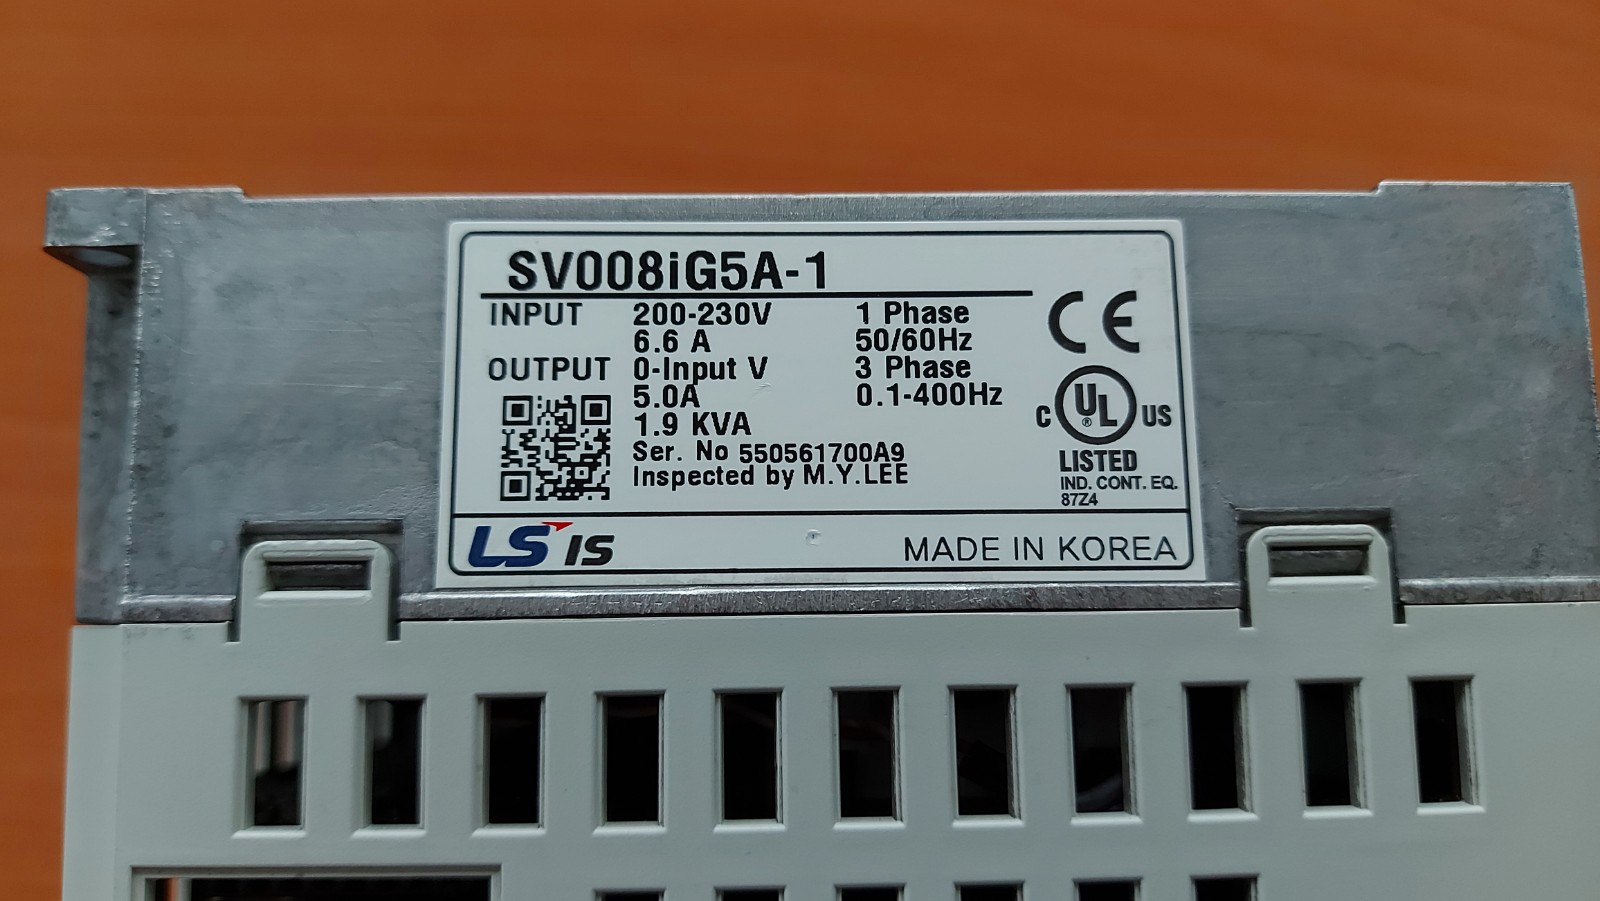 SV008iG5A-1
INPUT 200-230V 1 Phase
6.6 A 50/60Hz
OUTPUT 0-Input V 3 Phase
5.0A 0.1-400Hz
1.9 KVA
Ser. No 550561700A9
Inspected by M.Y.LEE
CE
C UL® US
LISTED
IND. CONT. EQ.
87Z4
LS IS MADE IN KOREA